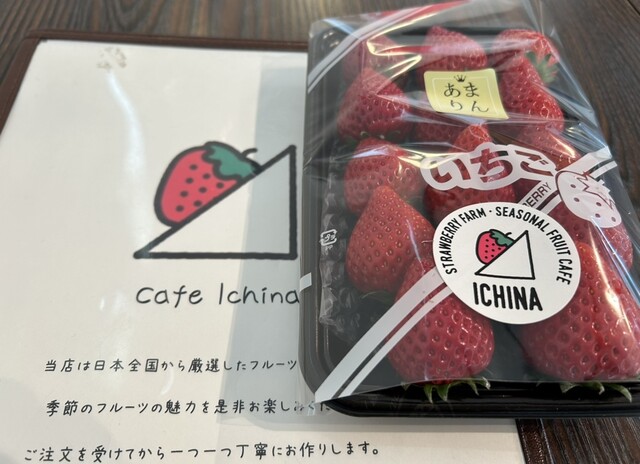 Cafe Ichina
当店は日本全国から厳選したフルーツ
季節のフルーツの魅力を是非お楽しみ
ご注文を受けてから一つ一つ丁寧にお作りします。
あま
りん
いちご
BERRY
STRAWBERRY FARM・SEASONAL FRUIT CAFE
ICHINA